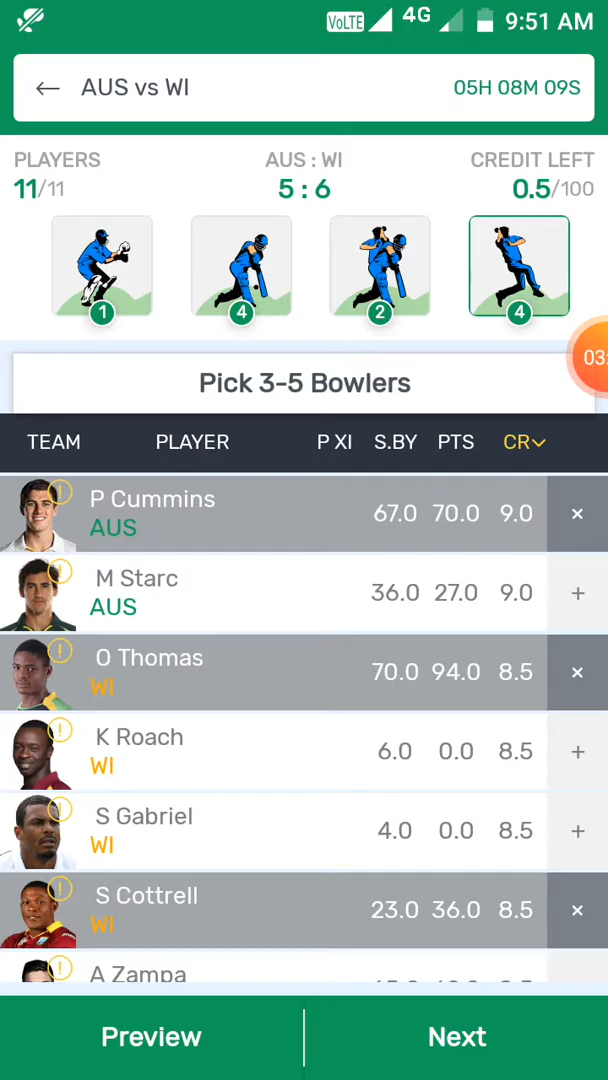 VoLTE 4G 9:51 AM
← AUS vs WI 05H 08M 09S
PLAYERS AUS : WI CREDIT LEFT
11/11 5 : 6 0.5/100
1 4 2 4
03:
Pick 3-5 Bowlers
TEAM PLAYER P XI S.BY PTS CR
P Cummins
AUS 67.0 70.0 9.0 ×
M Starc
AUS 36.0 27.0 9.0 +
O Thomas
WI 70.0 94.0 8.5 ×
K Roach
WI 6.0 0.0 8.5 +
S Gabriel
WI 4.0 0.0 8.5 +
S Cottrell
WI 23.0 36.0 8.5 ×
A Zampa
Preview Next